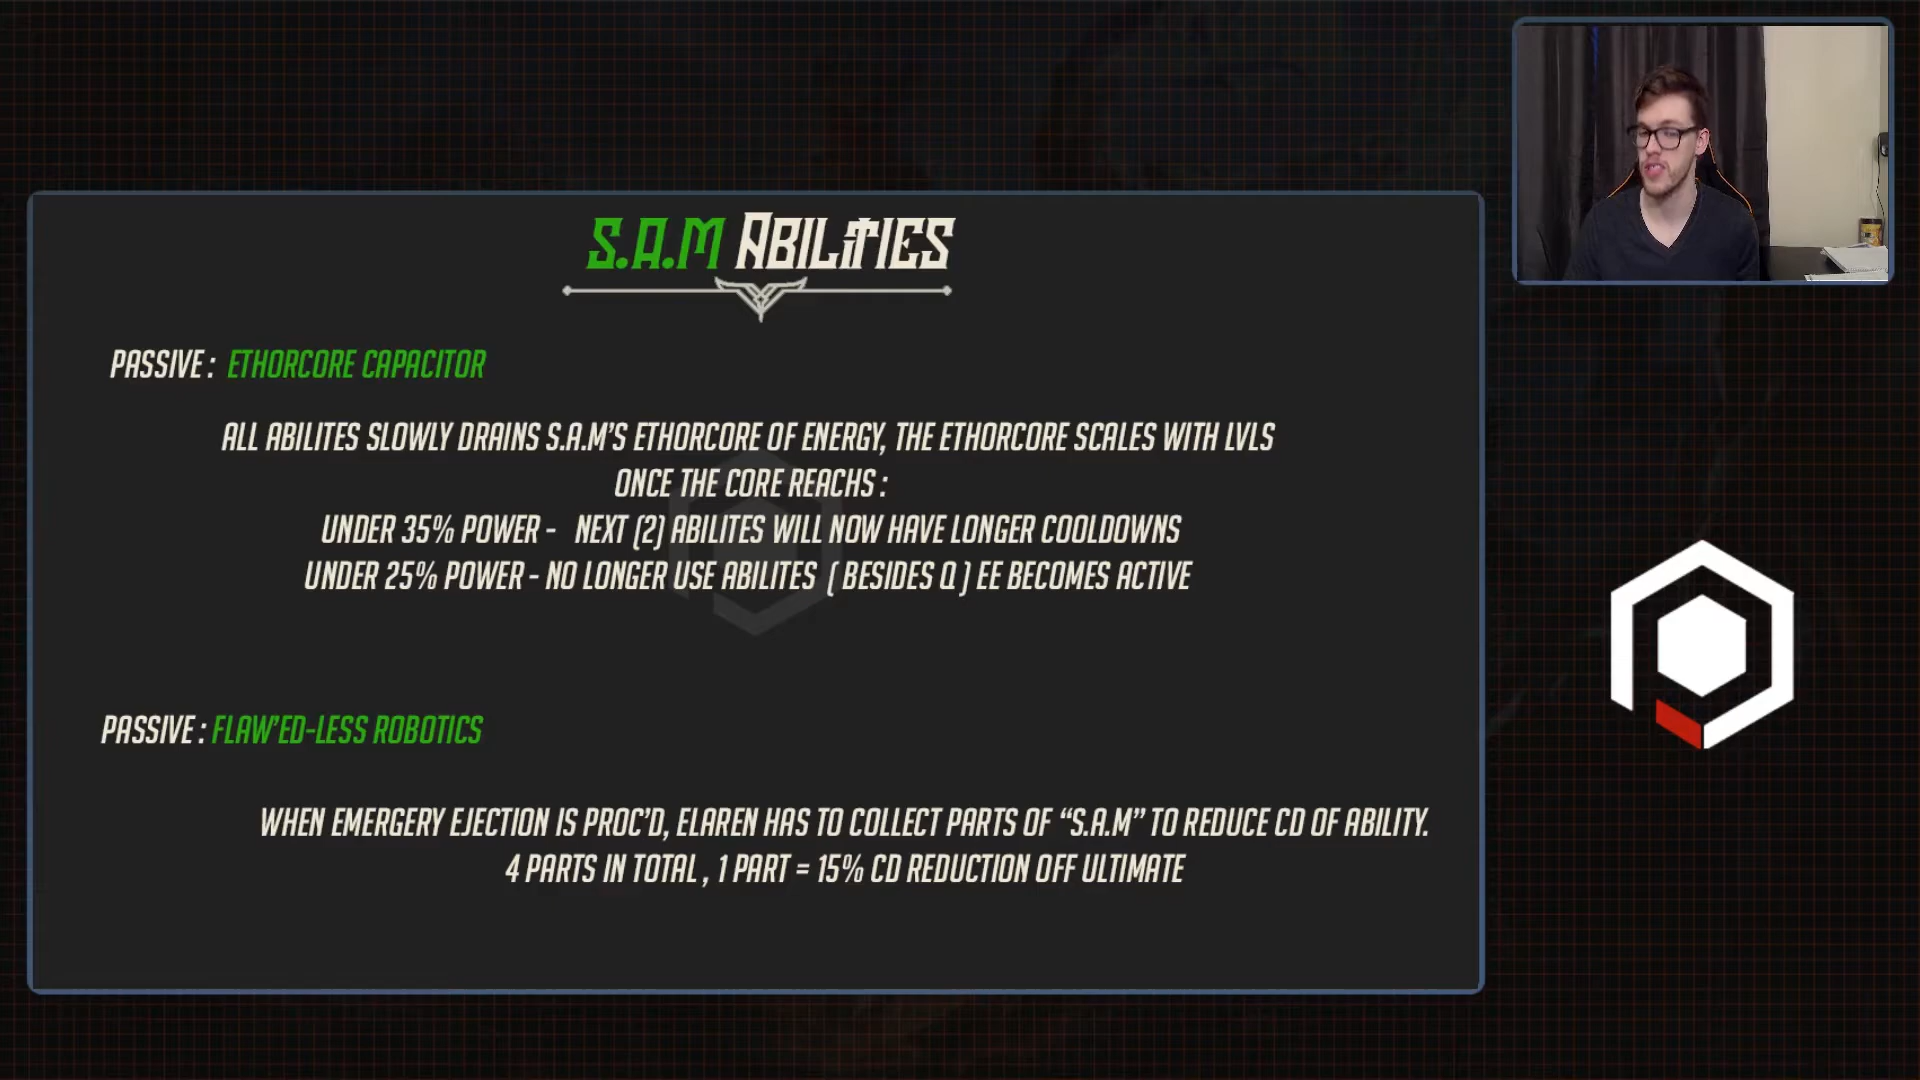 S.A.M ABILITIES
PASSIVE : ETHORCORE CAPACITOR
ALL ABILITES SLOWLY DRAINS S.A.M'S ETHORCORE OF ENERGY, THE ETHORCORE SCALES WITH LVLS
ONCE THE CORE REACHS :
UNDER 35% POWER - NEXT (2) ABILITES WILL NOW HAVE LONGER COOLDOWNS
UNDER 25% POWER - NO LONGER USE ABILITES ( BESIDES Q ) EE BECOMES ACTIVE
PASSIVE : FLAW'ED-LESS ROBOTICS
WHEN EMERGERY EJECTION IS PROC'D, ELAREN HAS TO COLLECT PARTS OF “S.A.M” TO REDUCE CD OF ABILITY.
4 PARTS IN TOTAL , 1 PART = 15% CD REDUCTION OFF ULTIMATE